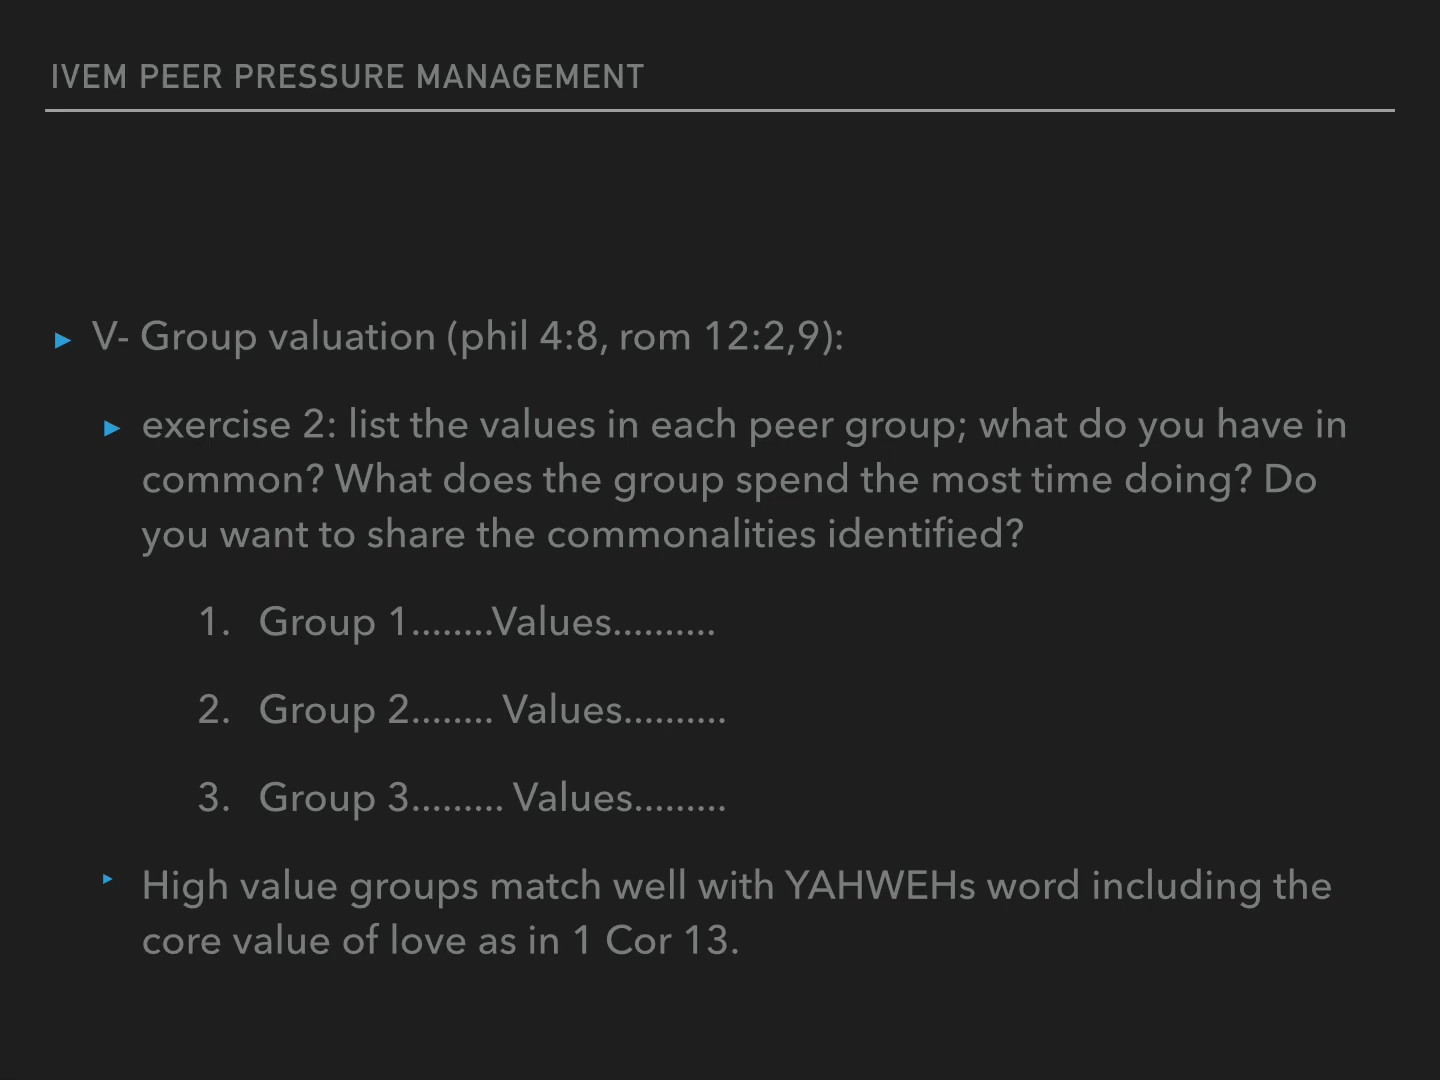 IVEM PEER PRESSURE MANAGEMENT
▸ V- Group valuation (phil 4:8, rom 12:2,9):
▸ exercise 2: list the values in each peer group; what do you have in
common? What does the group spend the most time doing? Do
you want to share the commonalities identified?
1. Group 1........Values..........
2. Group 2........ Values..........
3. Group 3......... Values.........
▸ High value groups match well with YAHWEHs word including the
core value of love as in 1 Cor 13.